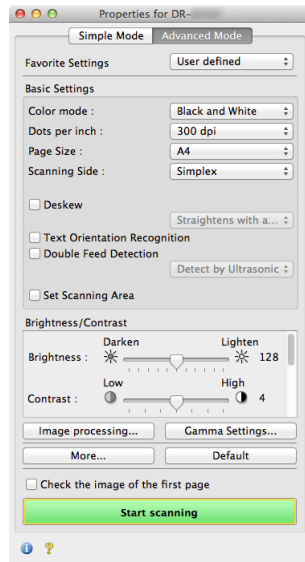 Properties for DR-
Simple Mode Advanced Mode
Favorite Settings User defined
Basic Settings
Color mode : Black and White
Dots per inch : 300 dpi
Page Size : A4
Scanning Side : Simplex
Deskew
Straightens with a...
Text Orientation Recognition
Double Feed Detection
Detect by Ultrasonic
Set Scanning Area
Brightness/Contrast
Darken Lighten
Brightness : 128
Low High
Contrast : 4
Image processing... Gamma Settings...
More... Default
Check the image of the first page
Start scanning
i ?